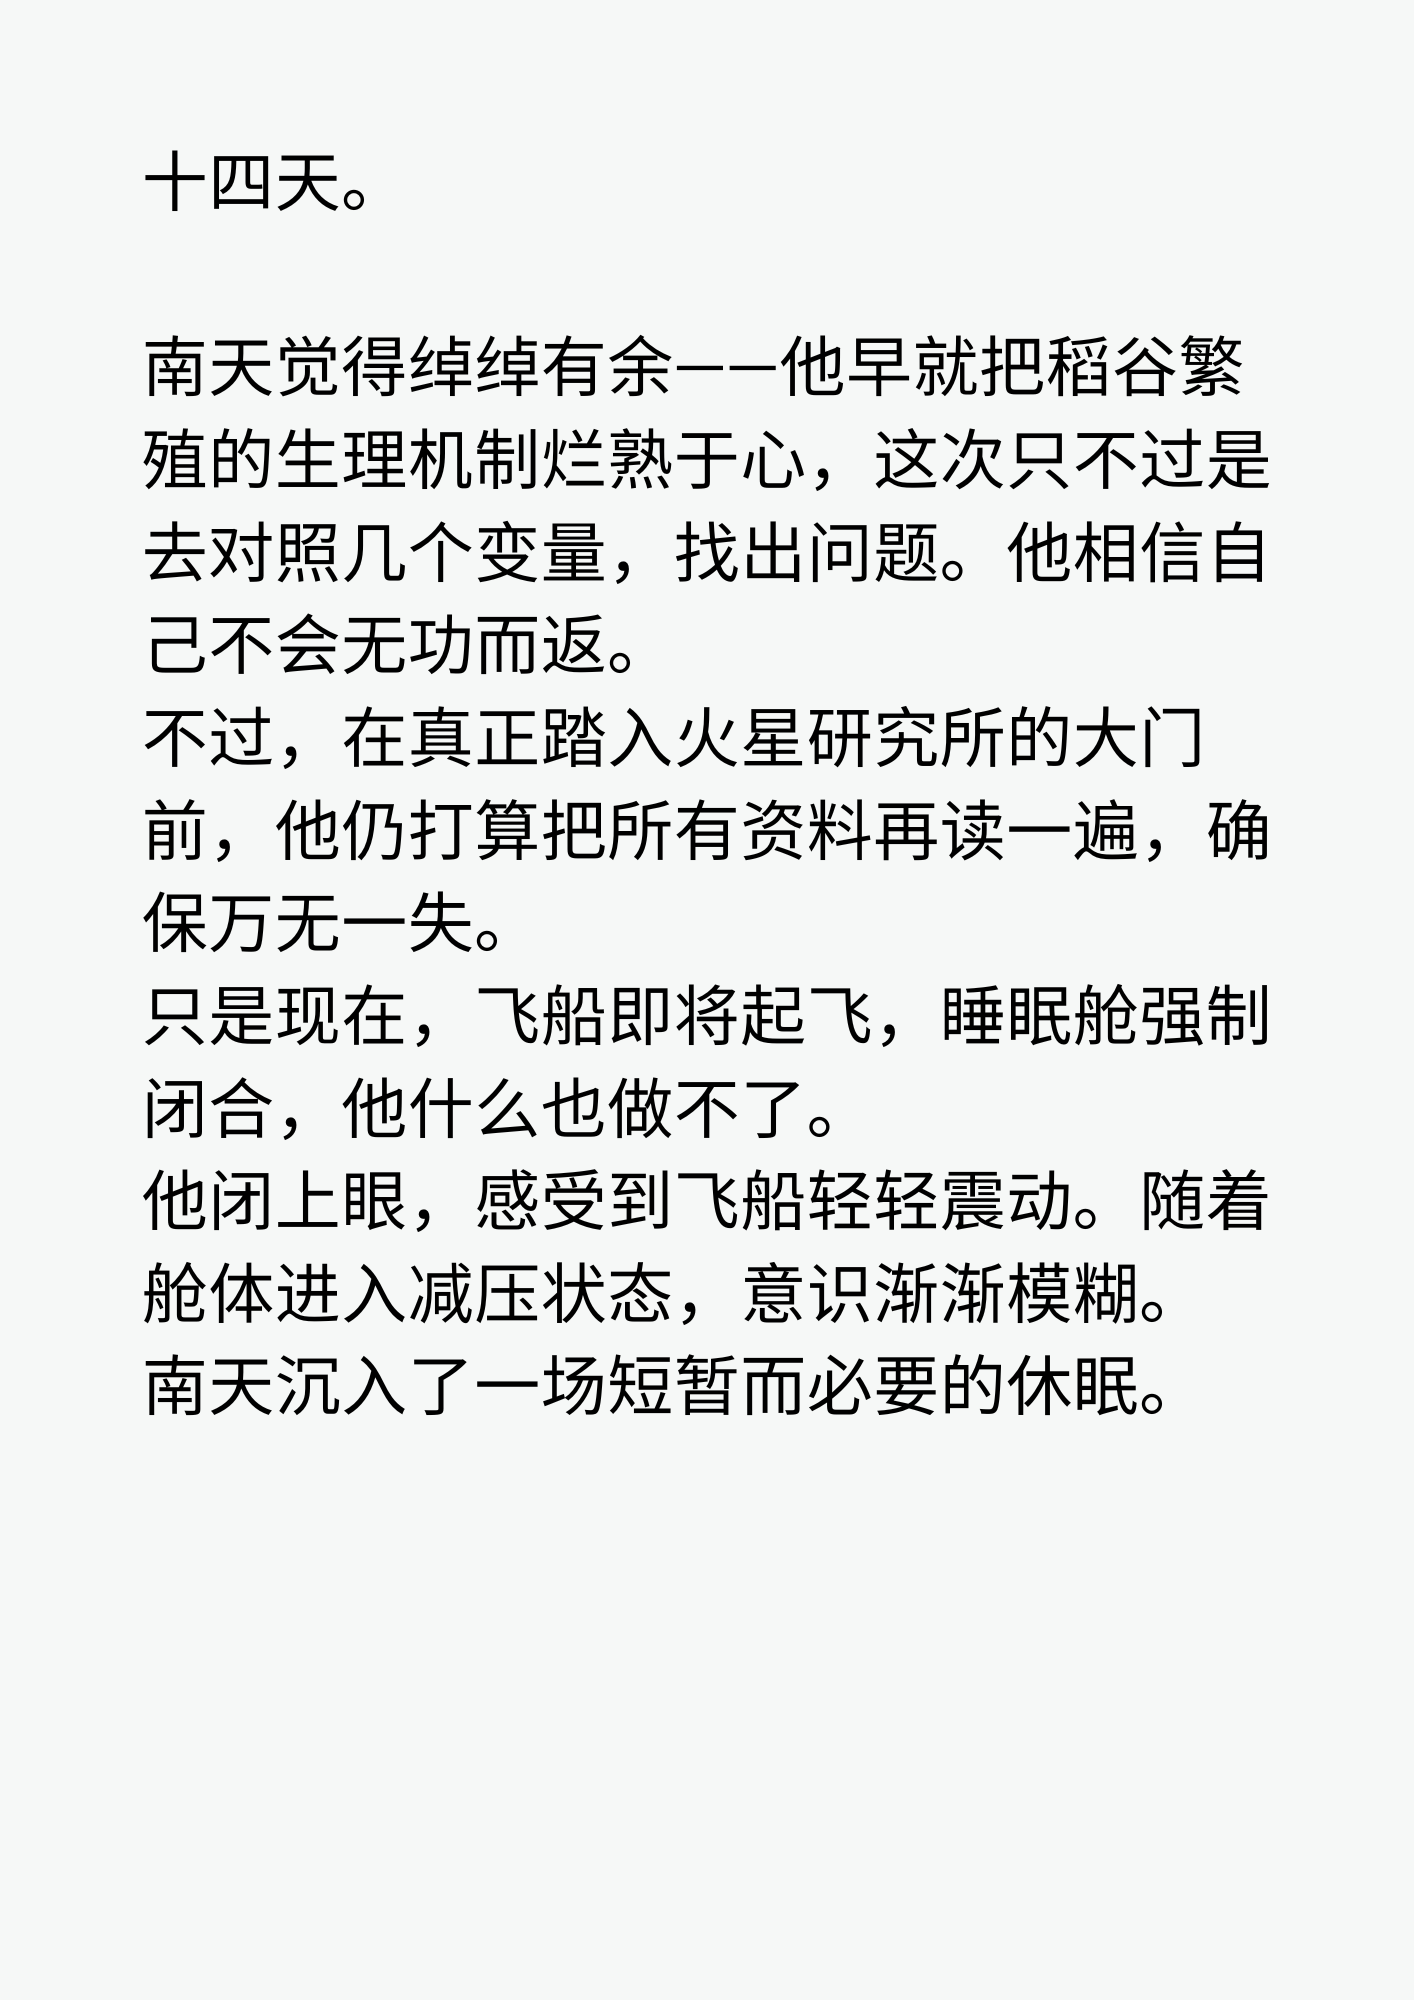 十四天。
南天觉得绰绰有余——他早就把稻谷繁
殖的生理机制烂熟于心，这次只不过是
去对照几个变量，找出问题。他相信自
己不会无功而返。
不过，在真正踏入火星研究所的大门
前，他仍打算把所有资料再读一遍，确
保万无一失。
只是现在，飞船即将起飞，睡眠舱强制
闭合，他什么也做不了。
他闭上眼，感受到飞船轻轻震动。随着
舱体进入减压状态，意识渐渐模糊。
南天沉入了一场短暂而必要的休眠。